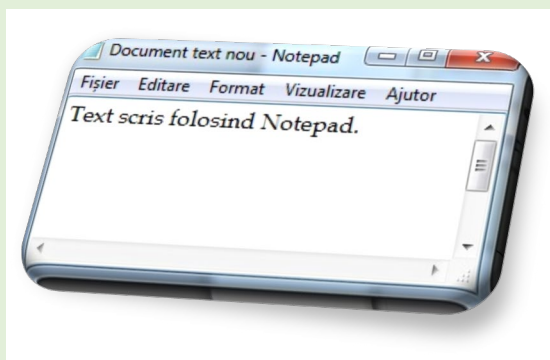 Document text nou - Notepad
Fișier Editare Format Vizualizare Ajutor
Text scris folosind Notepad.